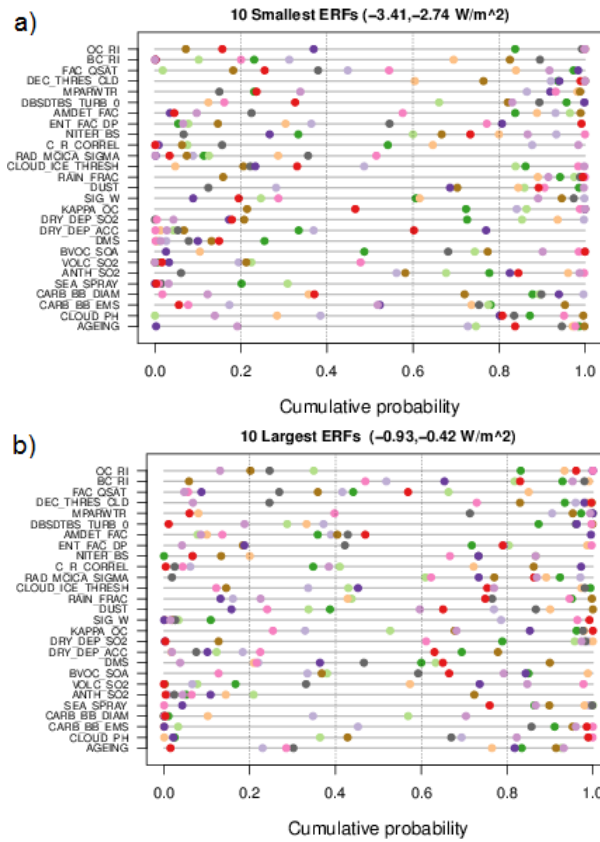 a)
10 Smallest ERFs (−3.41,−2.74 W/m^2)
OC_RI
BC_RI
FAC_QSAT
DEC_THRES_CLD
MPARWTR
DBSDTBS_TURB_0
AMDET_FAC
ENT_FAC_DP
NITER_BS
C_R_CORREL
RAD_MCICA_SIGMA
CLOUD_ICE_THRESH
RAIN_FRAC
DUST
SIG_W
KAPPA_OC
DRY_DEP_SO2
DRY_DEP_ACC
DMS
BVOC_SOA
VOLC_SO2
ANTH_SO2
SEA_SPRAY
CARB_BB_DIAM
CARB_BB_EMS
CLOUD_PH
AGEING
0.0 0.2 0.4 0.6 0.8 1.0
Cumulative probability
b)
10 Largest ERFs (−0.93,−0.42 W/m^2)
OC_RI
BC_RI
FAC_QSAT
DEC_THRES_CLD
MPARWTR
DBSDTBS_TURB_0
AMDET_FAC
ENT_FAC_DP
NITER_BS
C_R_CORREL
RAD_MCICA_SIGMA
CLOUD_ICE_THRESH
RAIN_FRAC
DUST
SIG_W
KAPPA_OC
DRY_DEP_SO2
DRY_DEP_ACC
DMS
BVOC_SOA
VOLC_SO2
ANTH_SO2
SEA_SPRAY
CARB_BB_DIAM
CARB_BB_EMS
CLOUD_PH
AGEING
0.0 0.2 0.4 0.6 0.8 1.0
Cumulative probability